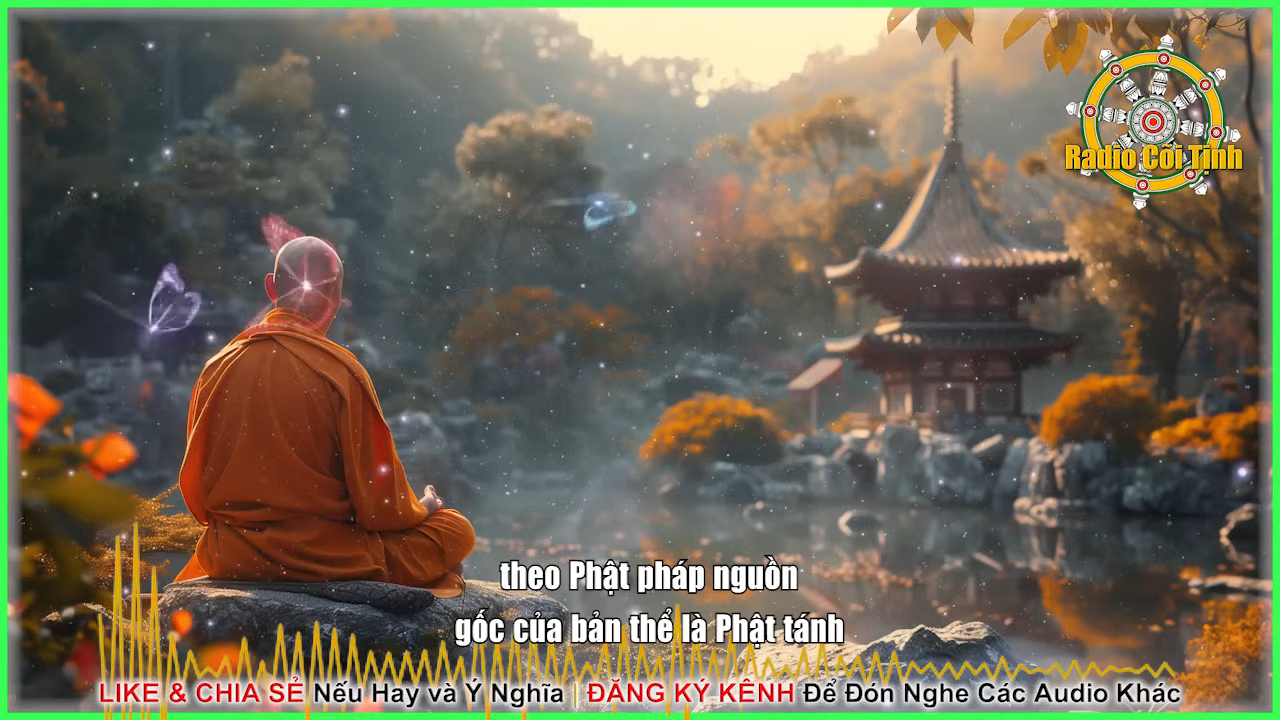 Radio Cõi Tịnh
theo Phật pháp nguồn
gốc của bản thể là Phật tánh
LIKE & CHIA SẺ Nếu Hay và Ý Nghĩa | ĐĂNG KÝ KÊNH Để Đón Nghe Các Audio Khác